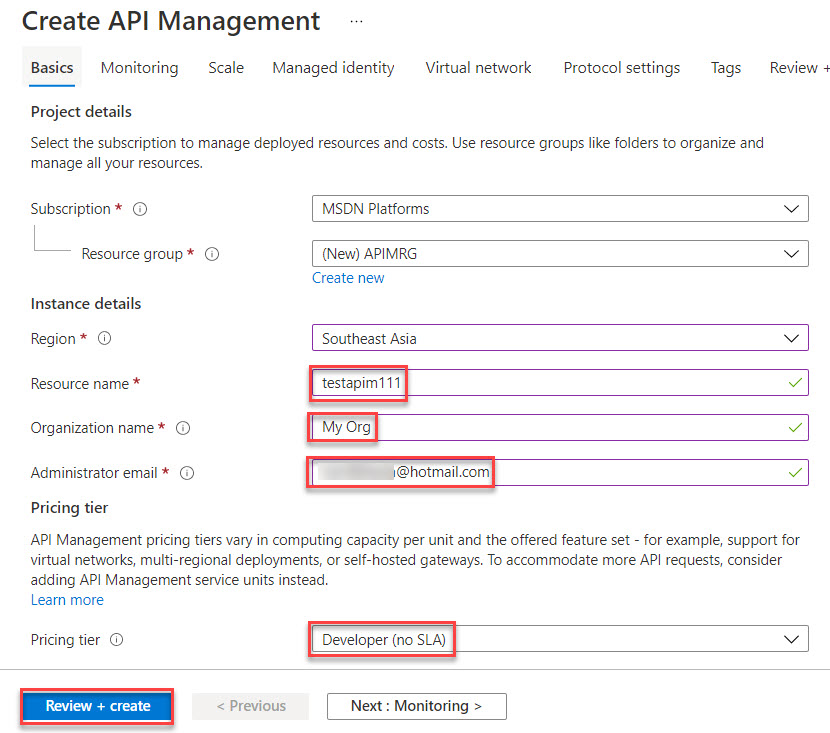 Create API Management ...
Basics Monitoring Scale Managed identity Virtual network Protocol settings Tags Review +
Project details
Select the subscription to manage deployed resources and costs. Use resource groups like folders to organize and
manage all your resources.
Subscription * MSDN Platforms
Resource group * (New) APIMRG
Create new
Instance details
Region * Southeast Asia
Resource name * testapim111
Organization name * My Org
Administrator email * @hotmail.com
Pricing tier
API Management pricing tiers vary in computing capacity per unit and the offered feature set - for example, support for
virtual networks, multi-regional deployments, or self-hosted gateways. To accommodate more API requests, consider
adding API Management service units instead.
Learn more
Pricing tier Developer (no SLA)
Review + create < Previous Next : Monitoring >